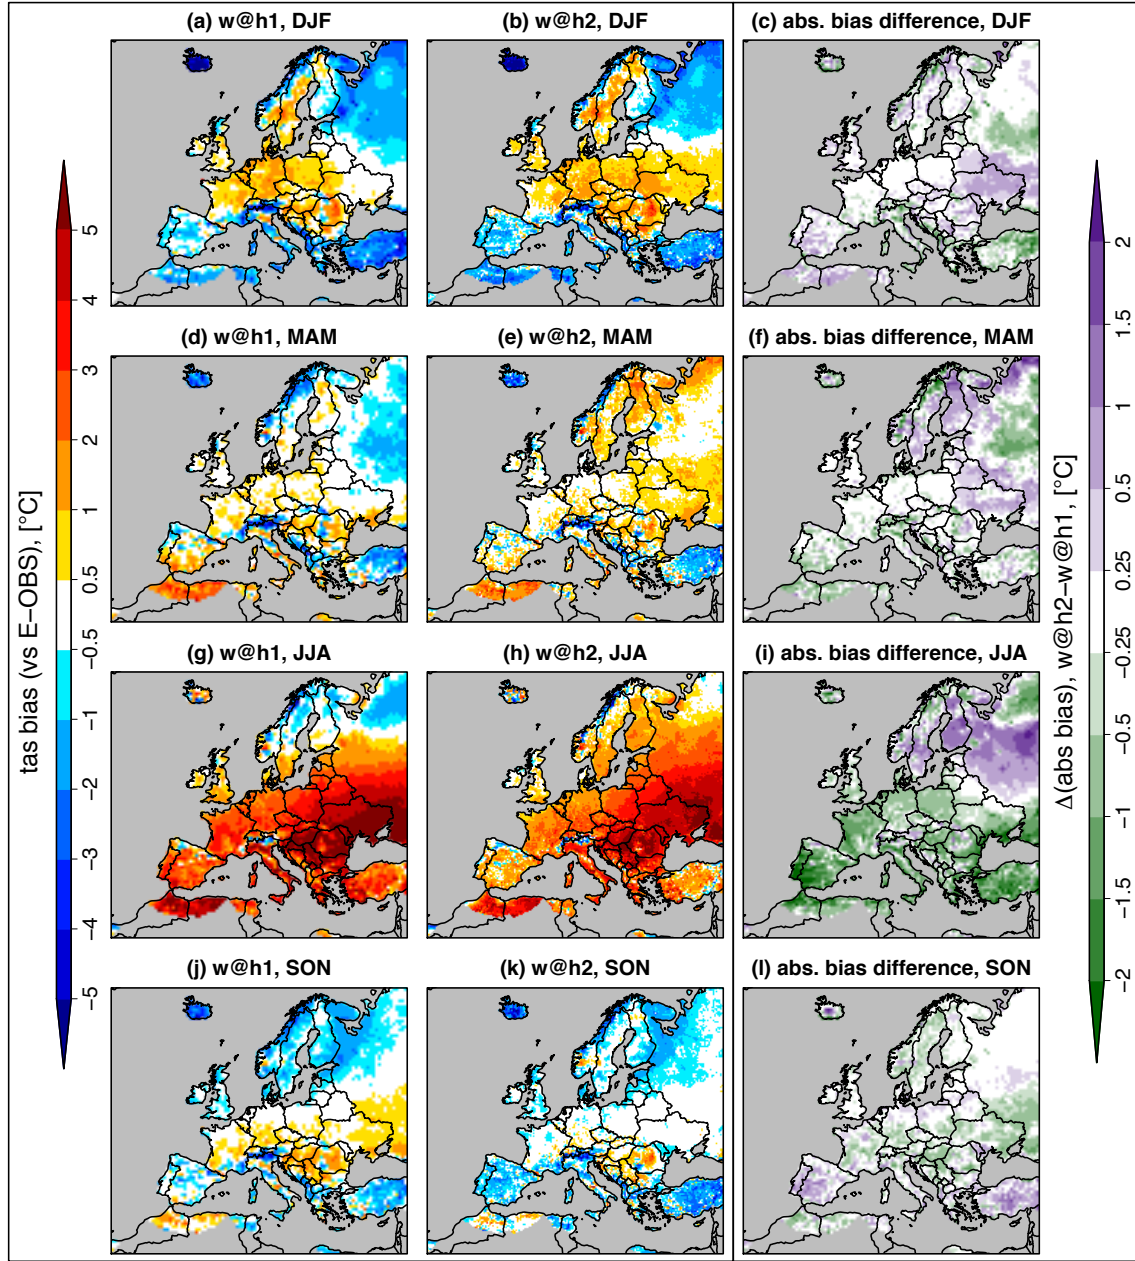 (a) w@h1, DJF
(b) w@h2, DJF
(c) abs. bias difference, DJF
(d) w@h1, MAM
(e) w@h2, MAM
(f) abs. bias difference, MAM
(g) w@h1, JJA
(h) w@h2, JJA
(i) abs. bias difference, JJA
(j) w@h1, SON
(k) w@h2, SON
(l) abs. bias difference, SON
tas bias (vs E−OBS), [°C]
5
4
3
2
1
0.5
−0.5
−1
−2
−3
−4
−5
Δ(abs bias), w@h2−w@h1, [°C]
2
1.5
1
0.5
0.25
−0.25
−0.5
−1
−1.5
−2